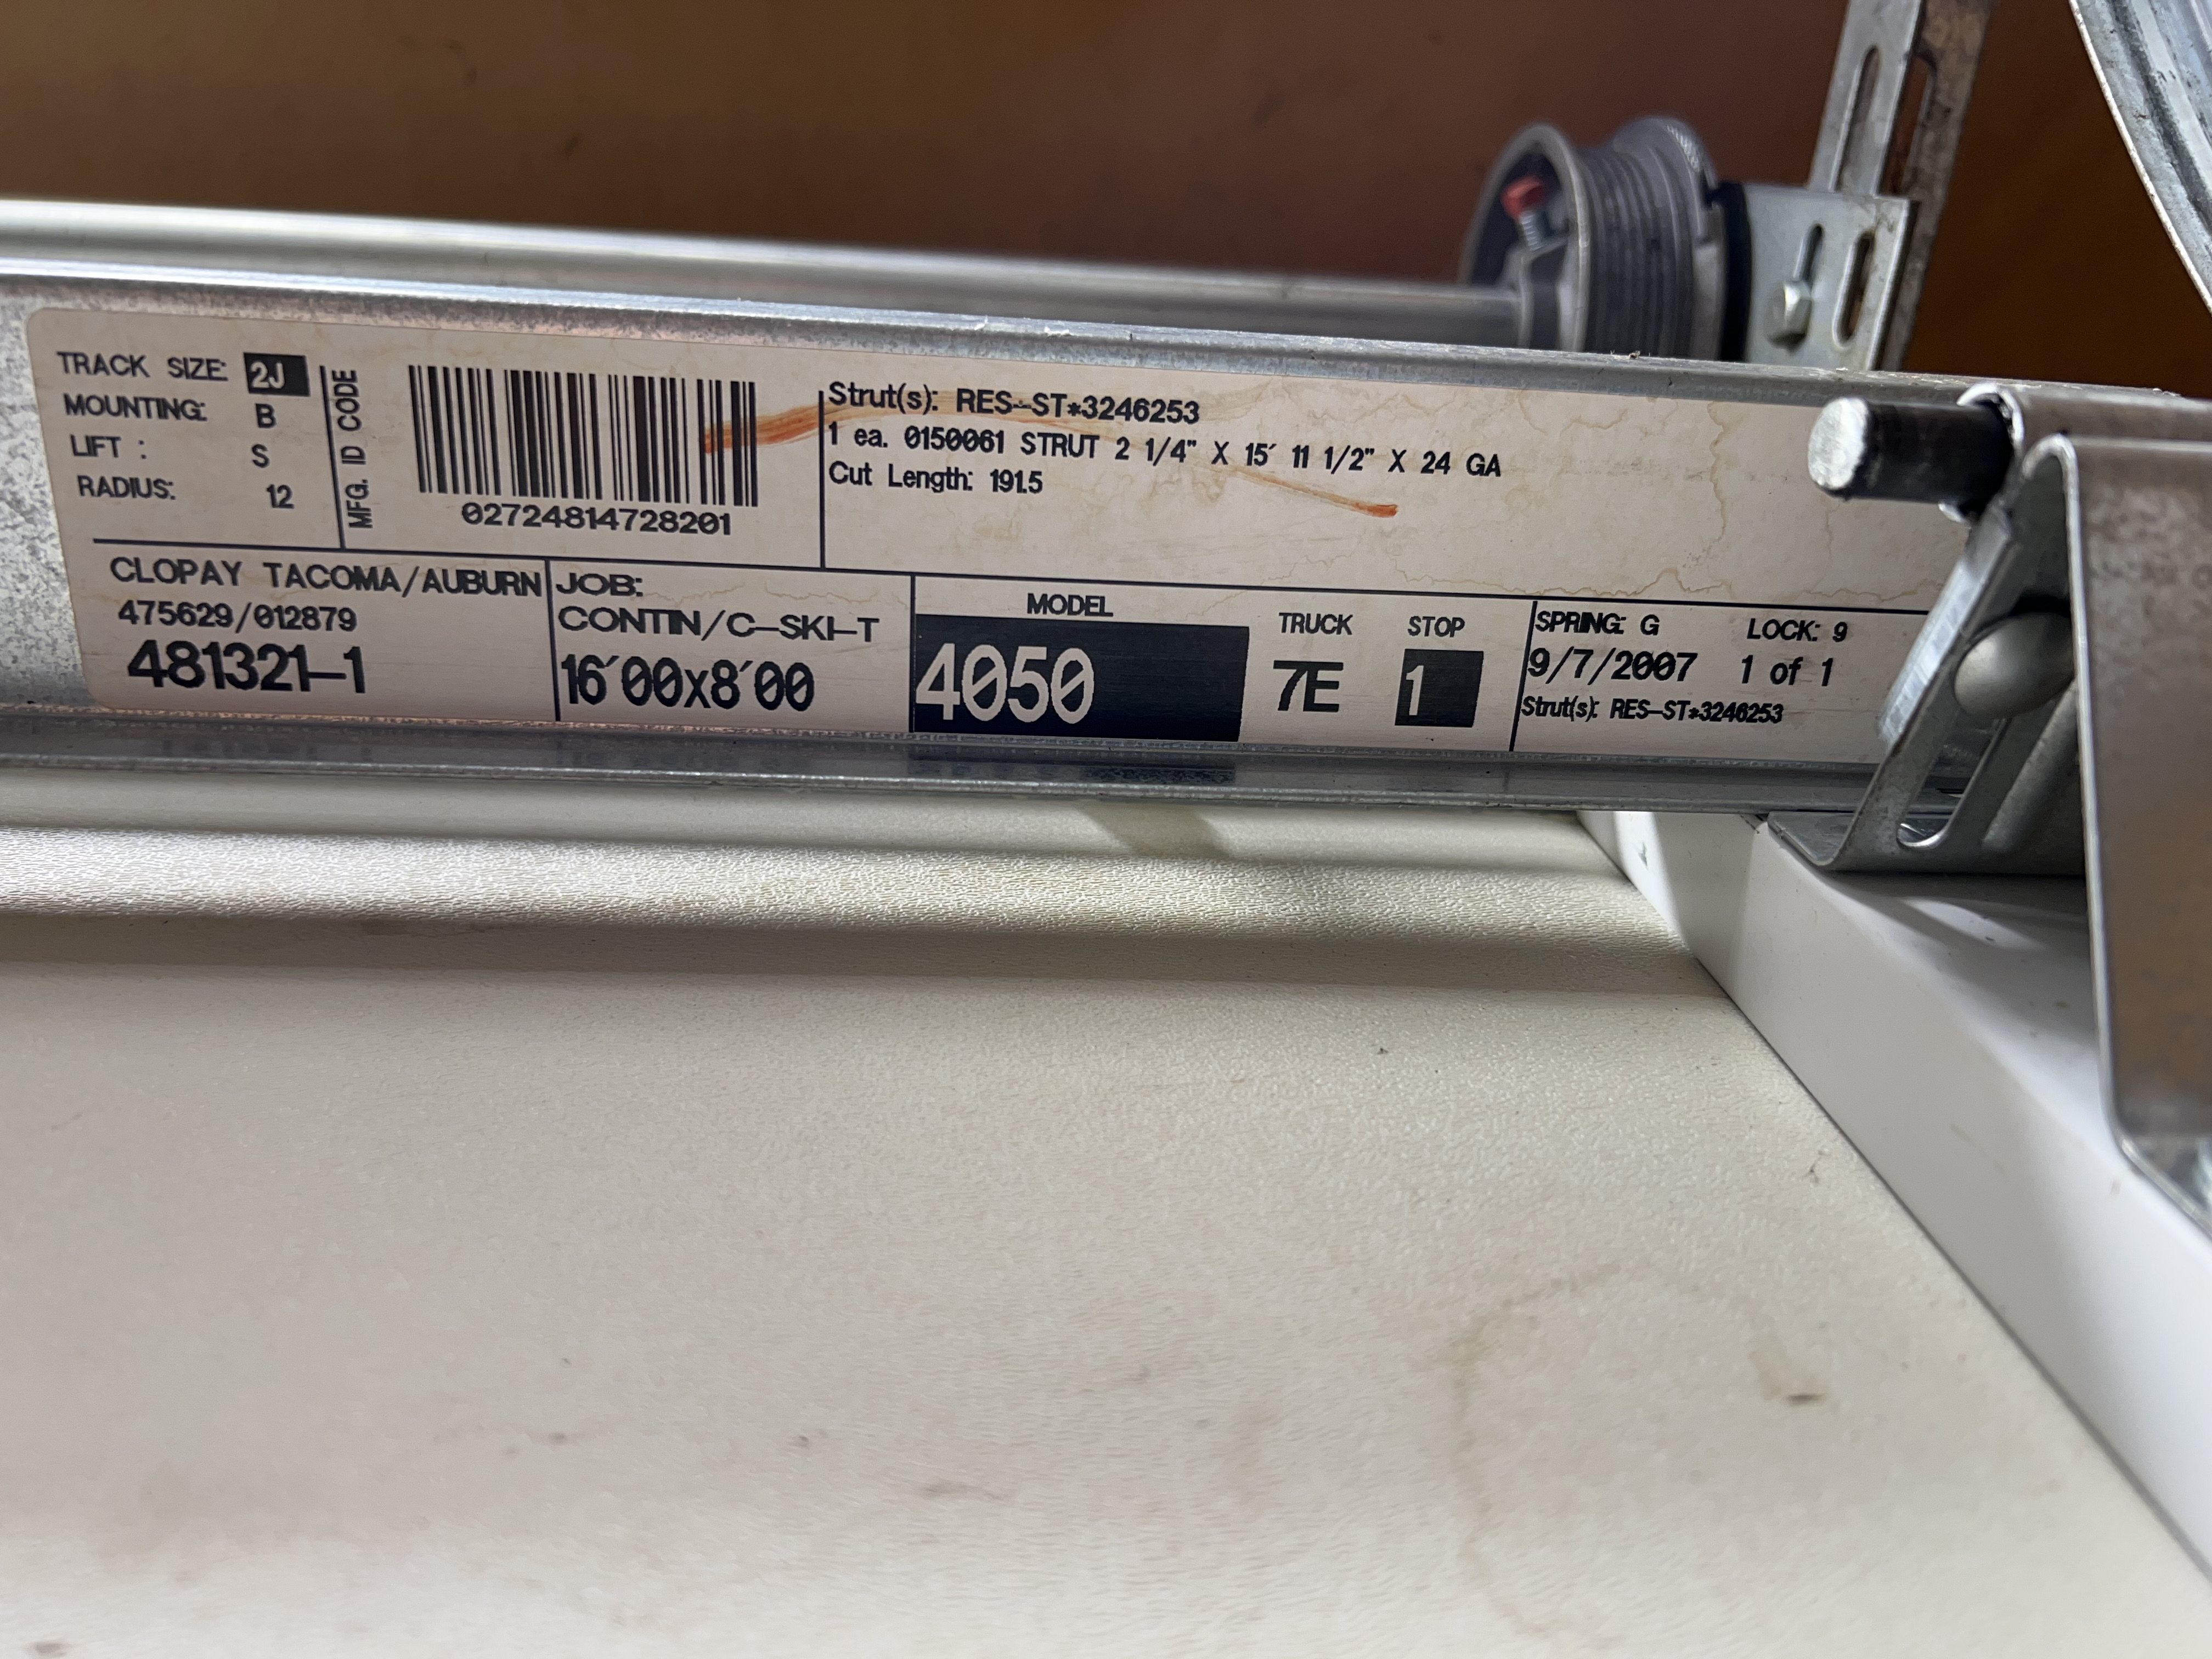 TRACK SIZE: 2J
MOUNTING: B
LIFT : S
RADIUS: 12
MFG. ID CODE
02724814728201
Strut(s): RES-ST*3246253
1 ea. 0150061 STRUT 2 1/4" X 15' 11 1/2" X 24 GA
Cut Length: 191.5
CLOPAY TACOMA/AUBURN
475629/012879
481321-1
JOB:
CONTIN/C-SKI-T
16'00x8'00
MODEL
4050
TRUCK
7E
STOP
1
SPRING: G LOCK: 9
9/7/2007 1 of 1
Strut(s): RES-ST*3246253